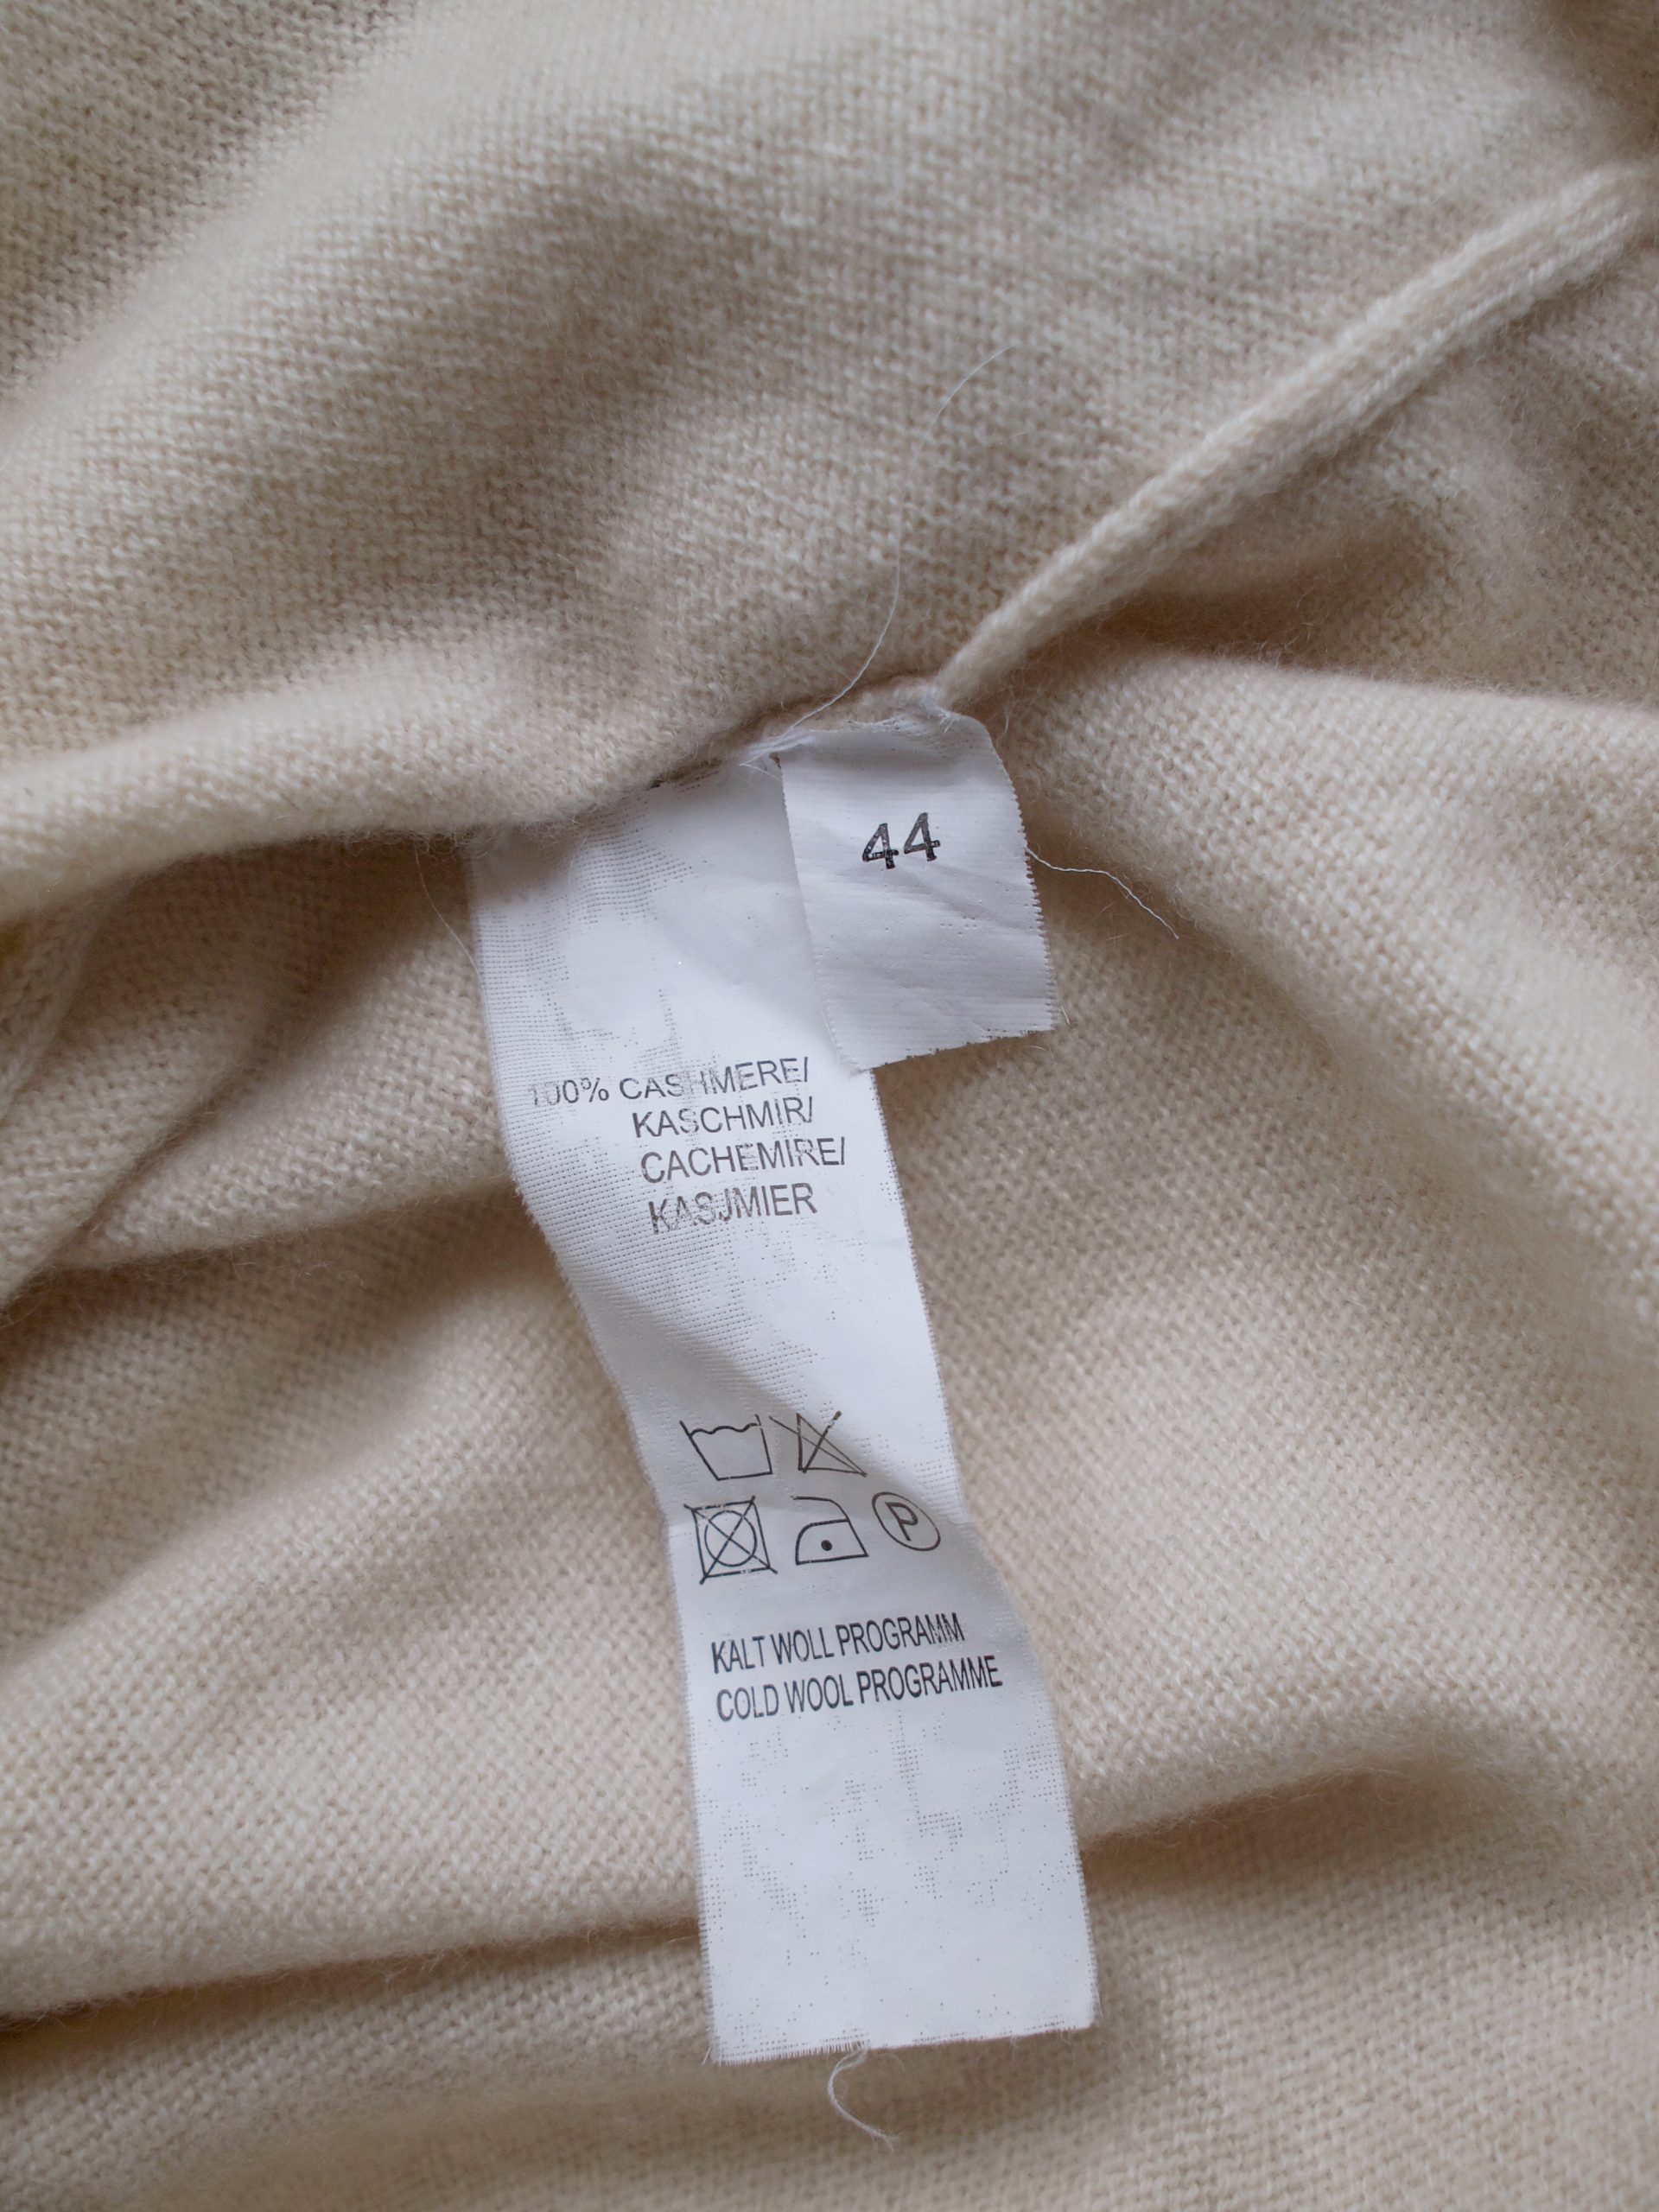 44
100% CASHMERE/
KASCHMIR/
CACHEMIRE/
KASJMIER
P
KALT WOLL PROGRAMM
COLD WOOL PROGRAMME